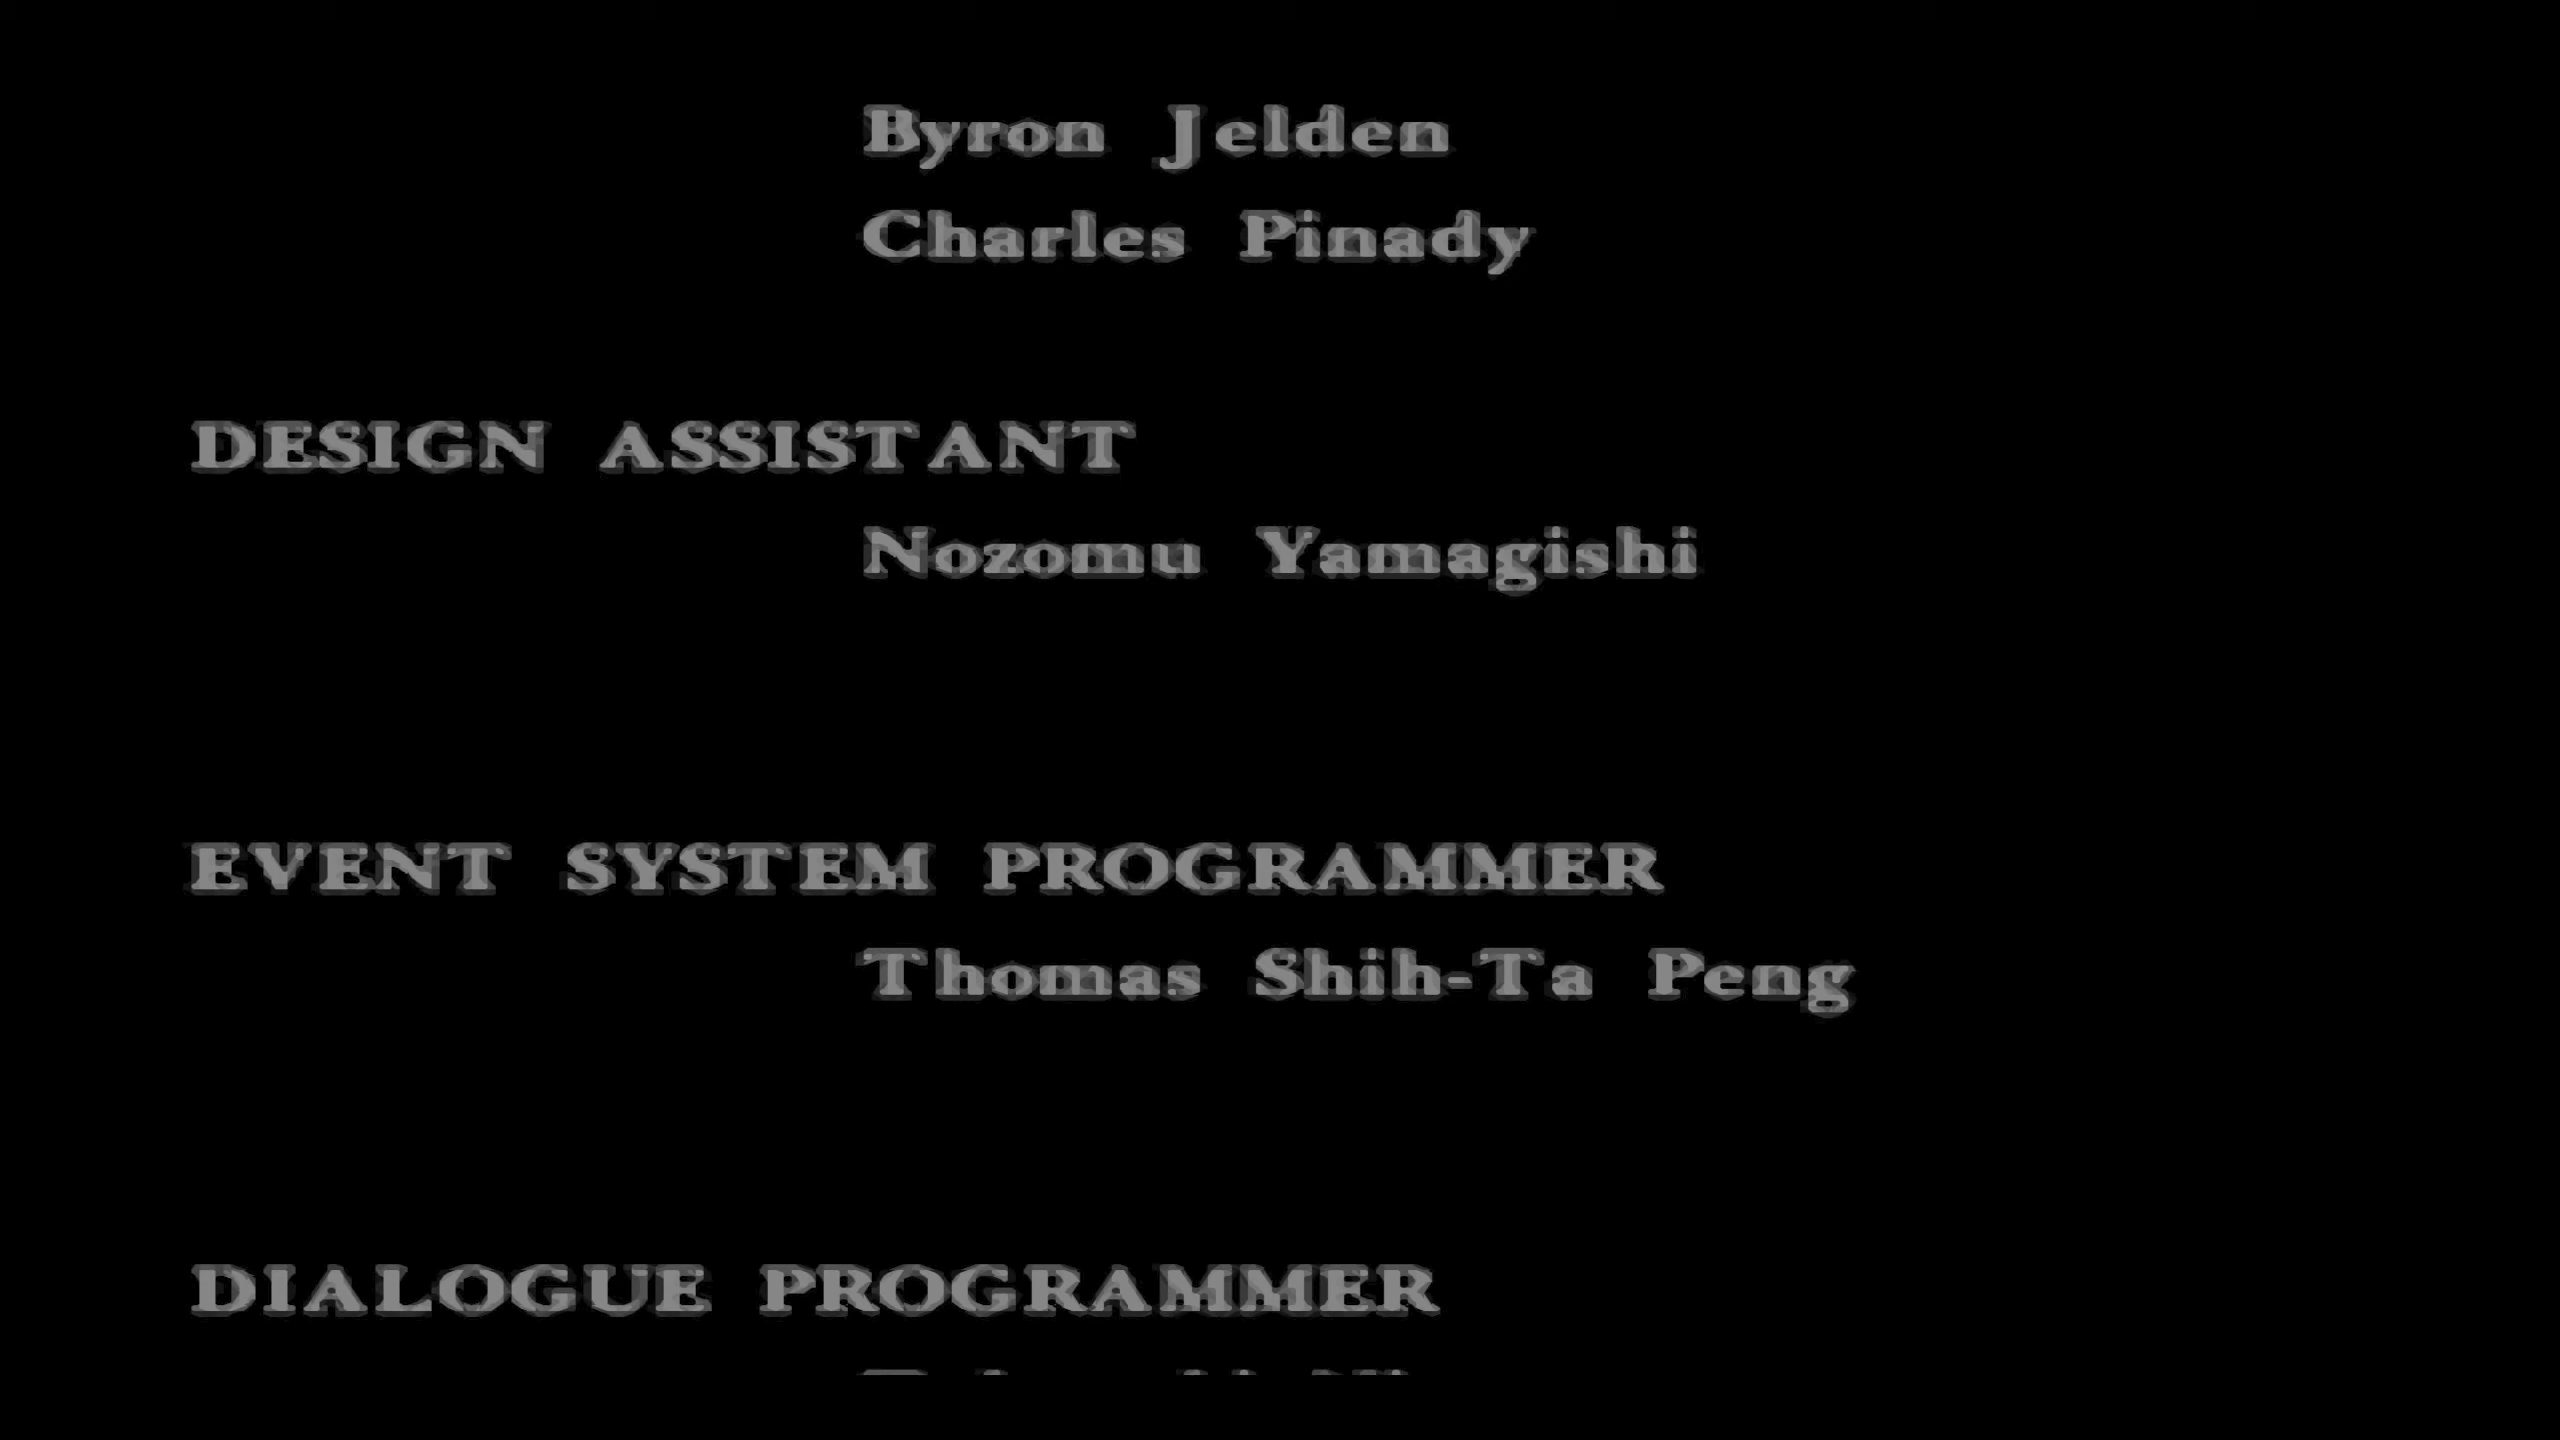 Byron Jelden
Charles Pinady
DESIGN ASSISTANT
Nozomu Yamagishi
EVENT SYSTEM PROGRAMMER
Thomas Shih-Ta Peng
DIALOGUE PROGRAMMER